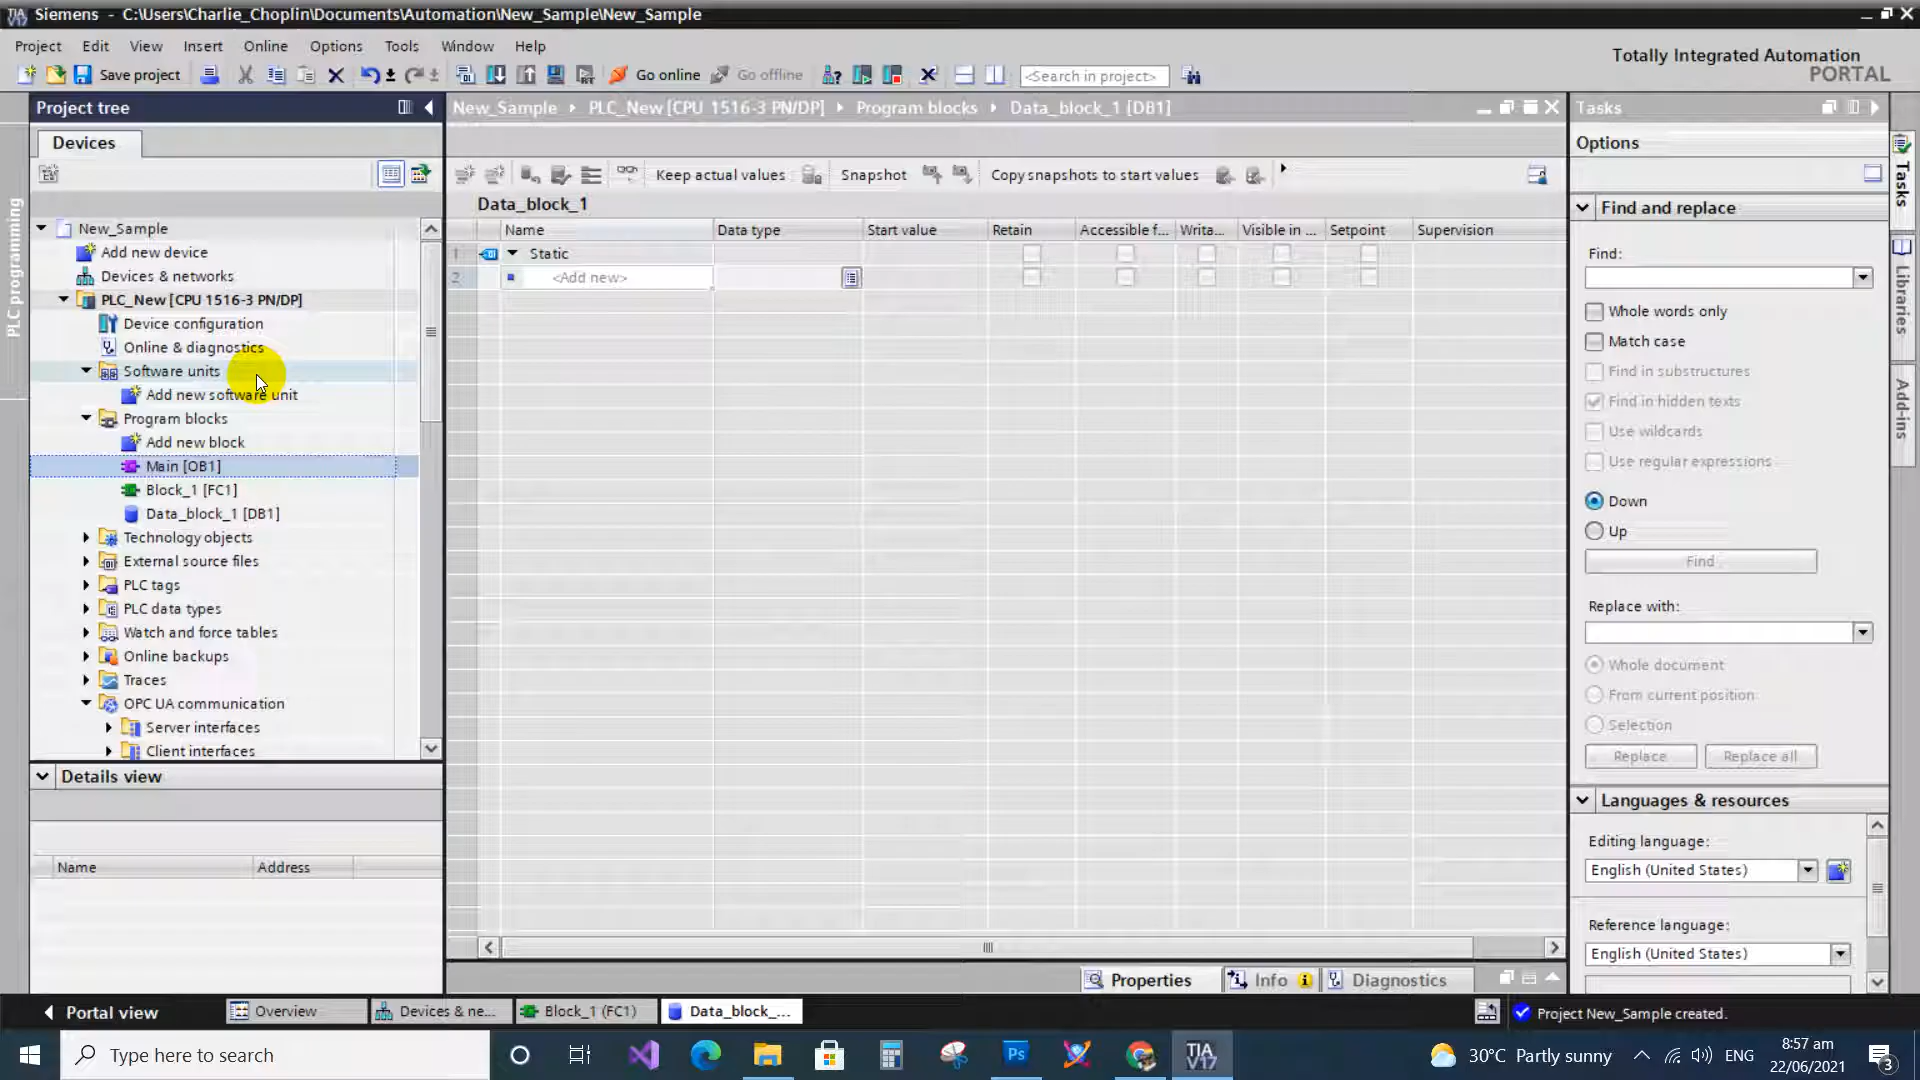 Siemens - C:\Users\Charlie_Choplin\Documents\Automation\New_Sample\New_Sample
Project Edit View Insert Online Options Tools Window Help
Totally Integrated Automation
PORTAL
Save project
Go online
Go offline
<Search in project>
Project tree
Devices
PLC programming
New_Sample
Add new device
Devices & networks
PLC_New [CPU 1516-3 PN/DP]
Device configuration
Online & diagnostics
Software units
Add new software unit
Program blocks
Add new block
Main [OB1]
Block_1 [FC1]
Data_block_1 [DB1]
Technology objects
External source files
PLC tags
PLC data types
Watch and force tables
Online backups
Traces
OPC UA communication
Server interfaces
Client interfaces
Details view
Name Address
New_Sample PLC_New [CPU 1516-3 PN/DP] Program blocks Data_block_1 [DB1]
Keep actual values Snapshot Copy snapshots to start values
Data_block_1
Name Data type Start value Retain Accessible f... Writa... Visible in ... Setpoint Supervision
1 Static
2 <Add new>
Properties Info Diagnostics
Tasks
Options
Find and replace
Find:
Whole words only
Match case
Find in substructures
Find in hidden texts
Use wildcards
Use regular expressions
Down
Up
Find
Replace with:
Whole document
From current position
Selection
Replace Replace all
Languages & resources
Editing language:
English (United States)
Reference language:
English (United States)
Tasks
Libraries
Add-ins
Portal view Overview Devices & ne... Block_1 (FC1) Data_block_... Project New_Sample created.
Type here to search
Ps
TIA
V17
30°C Partly sunny
ENG
8:57 am
22/06/2021
3